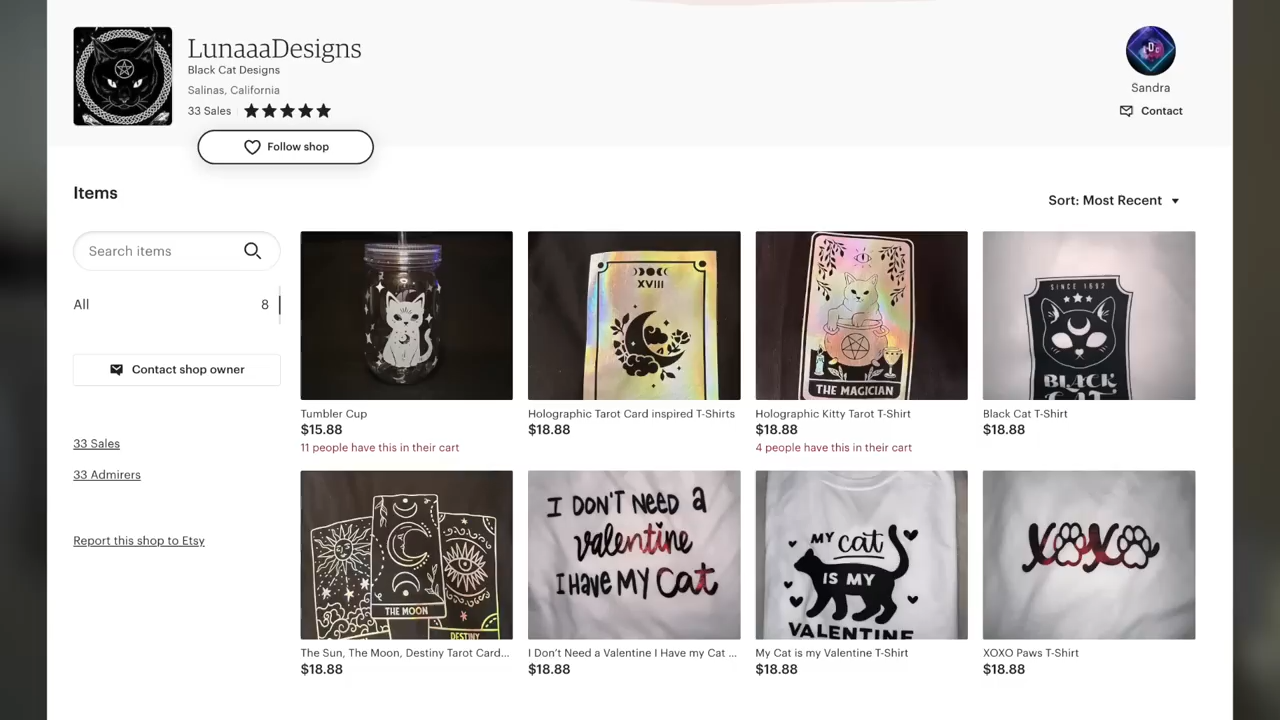 LunaaaDesigns
Black Cat Designs
Salinas, California
33 Sales
Follow shop
Sandra
Contact
Items
Sort: Most Recent
Search items
All 8
Contact shop owner
33 Sales
33 Admirers
Report this shop to Etsy
Tumbler Cup
$15.88
11 people have this in their cart
XVIII
Holographic Tarot Card inspired T-Shirts
$18.88
THE MAGICIAN
Holographic Kitty Tarot T-Shirt
$18.88
4 people have this in their cart
SINCE 1692
BLACK
CAT
Black Cat T-Shirt
$18.88
THE MOON
DESTINY
The Sun, The Moon, Destiny Tarot Card...
$18.88
I DON'T NEED a
valentine
I HAVE MY Cat
I Don't Need a Valentine I Have my Cat ...
$18.88
MY cat
IS MY
VALENTINE
My Cat is my Valentine T-Shirt
$18.88
XOXO
XOXO Paws T-Shirt
$18.88